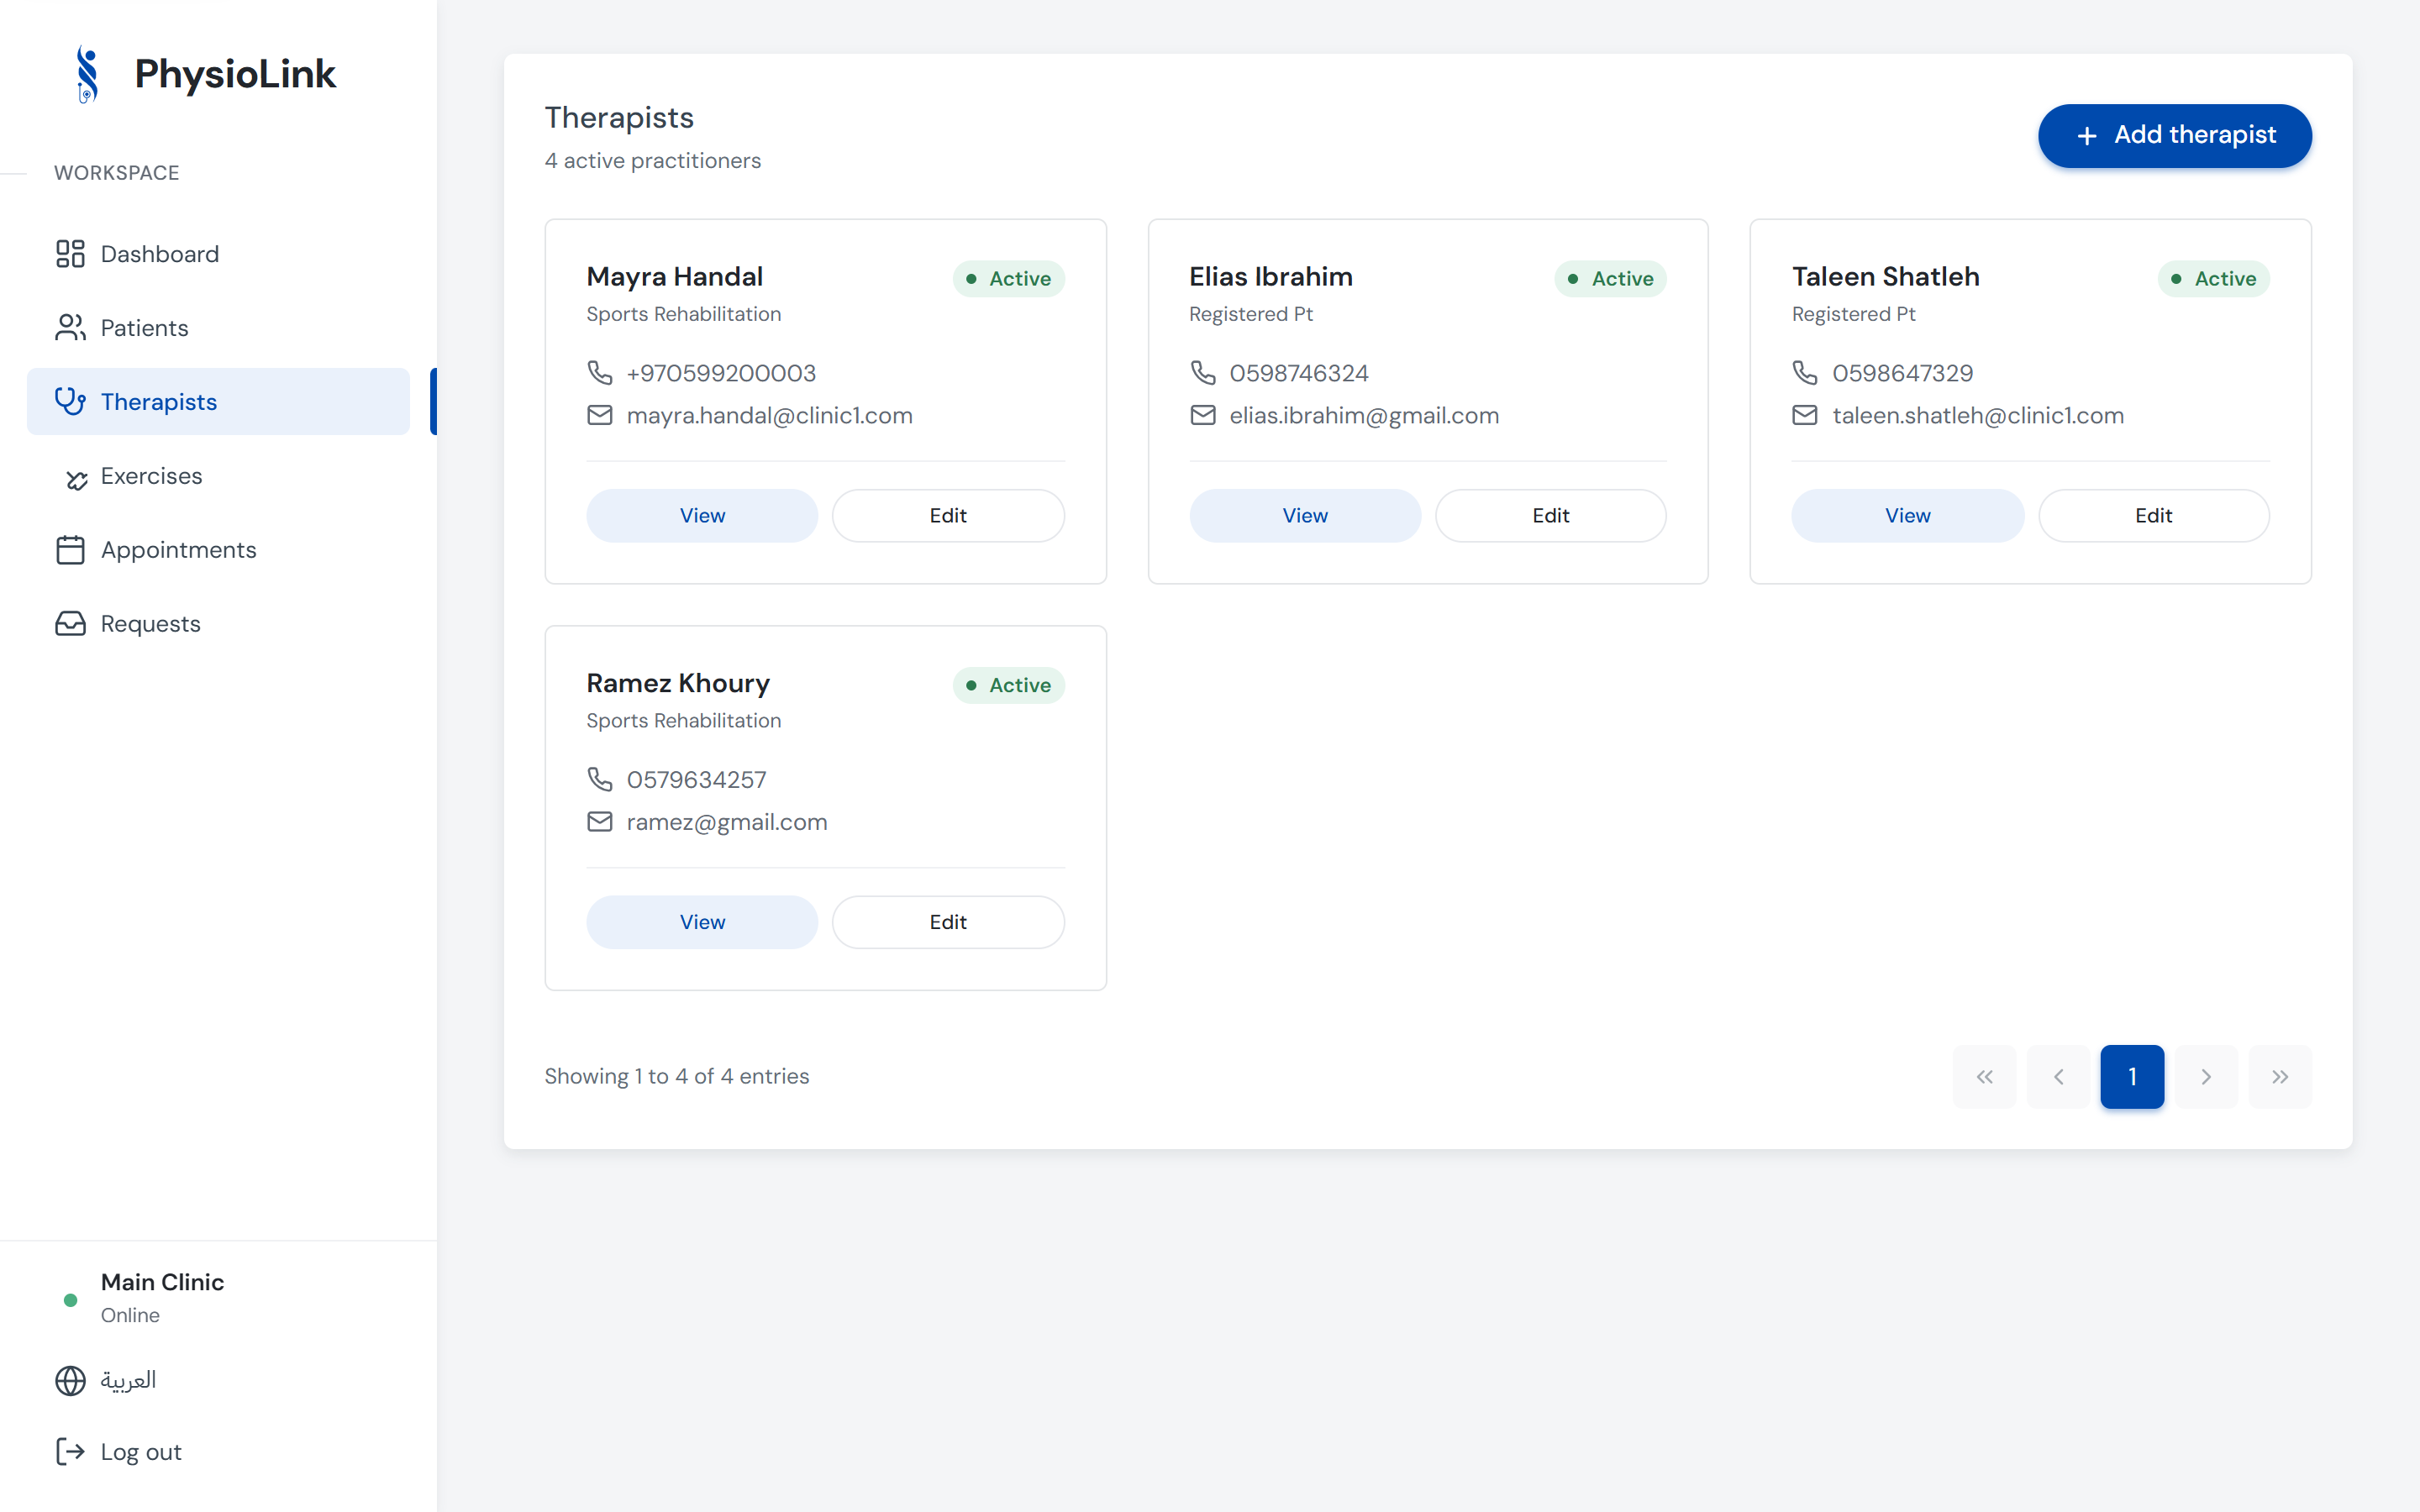 PhysioLink
WORKSPACE
Dashboard
Patients
Therapists
Exercises
Appointments
Requests
Main Clinic
Online
العربية
Log out
Therapists
4 active practitioners
+ Add therapist
Mayra Handal
Active
Sports Rehabilitation
+970599200003
mayra.handal@clinic1.com
View
Edit
Elias Ibrahim
Active
Registered Pt
0598746324
elias.ibrahim@gmail.com
View
Edit
Taleen Shatleh
Active
Registered Pt
0598647329
taleen.shatleh@clinic1.com
View
Edit
Ramez Khoury
Active
Sports Rehabilitation
0579634257
ramez@gmail.com
View
Edit
Showing 1 to 4 of 4 entries
« ‹ 1 › »